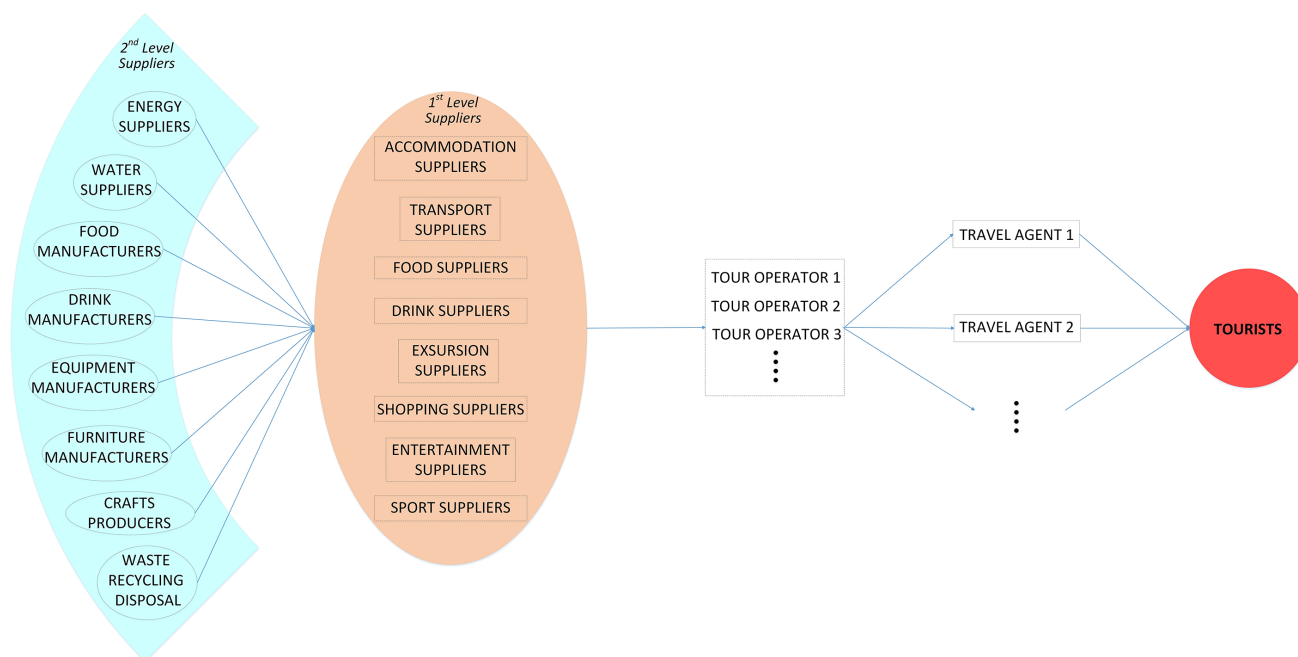 2nd Level
Suppliers
ENERGY
SUPPLIERS
WATER
SUPPLIERS
FOOD
MANUFACTURERS
DRINK
MANUFACTURERS
EQUIPMENT
MANUFACTURERS
FURNITURE
MANUFACTURERS
CRAFTS
PRODUCERS
WASTE
RECYCLING
DISPOSAL
1st Level
Suppliers
ACCOMMODATION
SUPPLIERS
TRANSPORT
SUPPLIERS
FOOD SUPPLIERS
DRINK SUPPLIERS
EXSURSION
SUPPLIERS
SHOPPING SUPPLIERS
ENTERTAINMENT
SUPPLIERS
SPORT SUPPLIERS
TOUR OPERATOR 1
TOUR OPERATOR 2
TOUR OPERATOR 3
TRAVEL AGENT 1
TRAVEL AGENT 2
TOURISTS